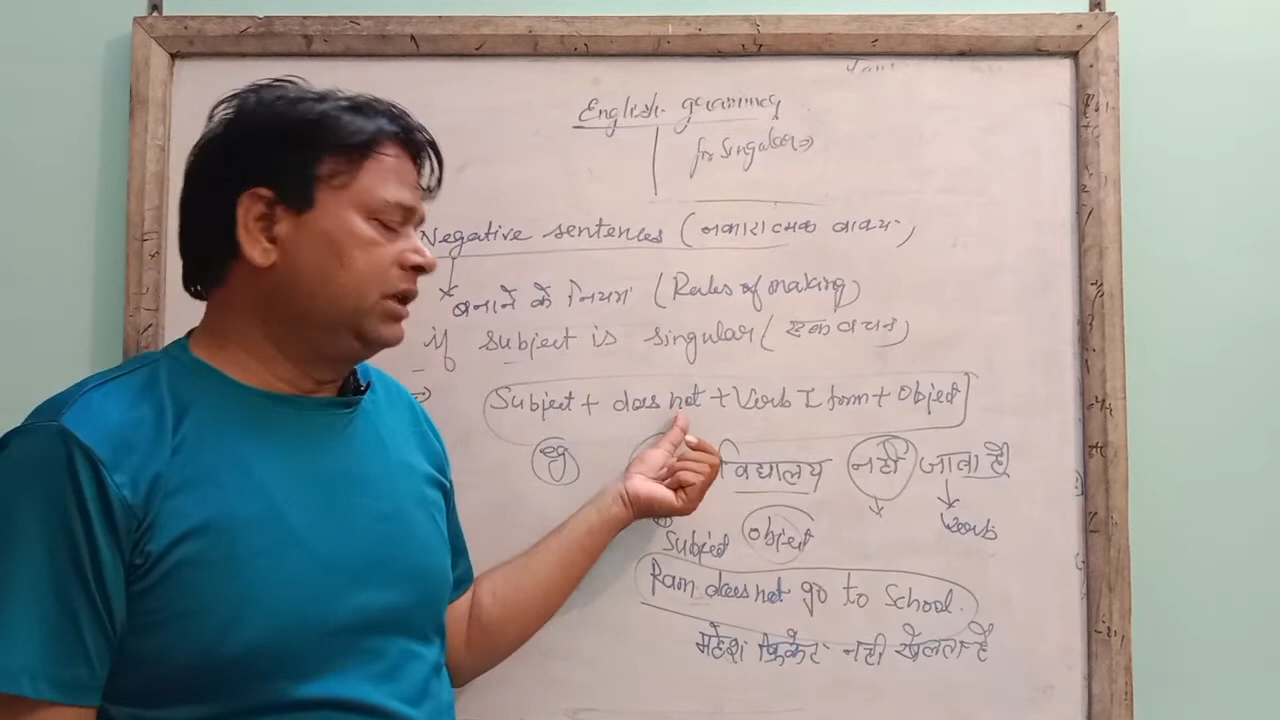 English grammar
for singular ⇒
Negative sentences (नकारात्मक वाक्य)
बनाने के नियम (Rules of making)
if subject is singular (एकवचन)
⇒
Subject + does not + Verb I form + Object
eg विद्यालय नहीं जाता है
Verb
Subject Object
Ram does not go to School.
महेश क्रिकेट नहीं खेलता है